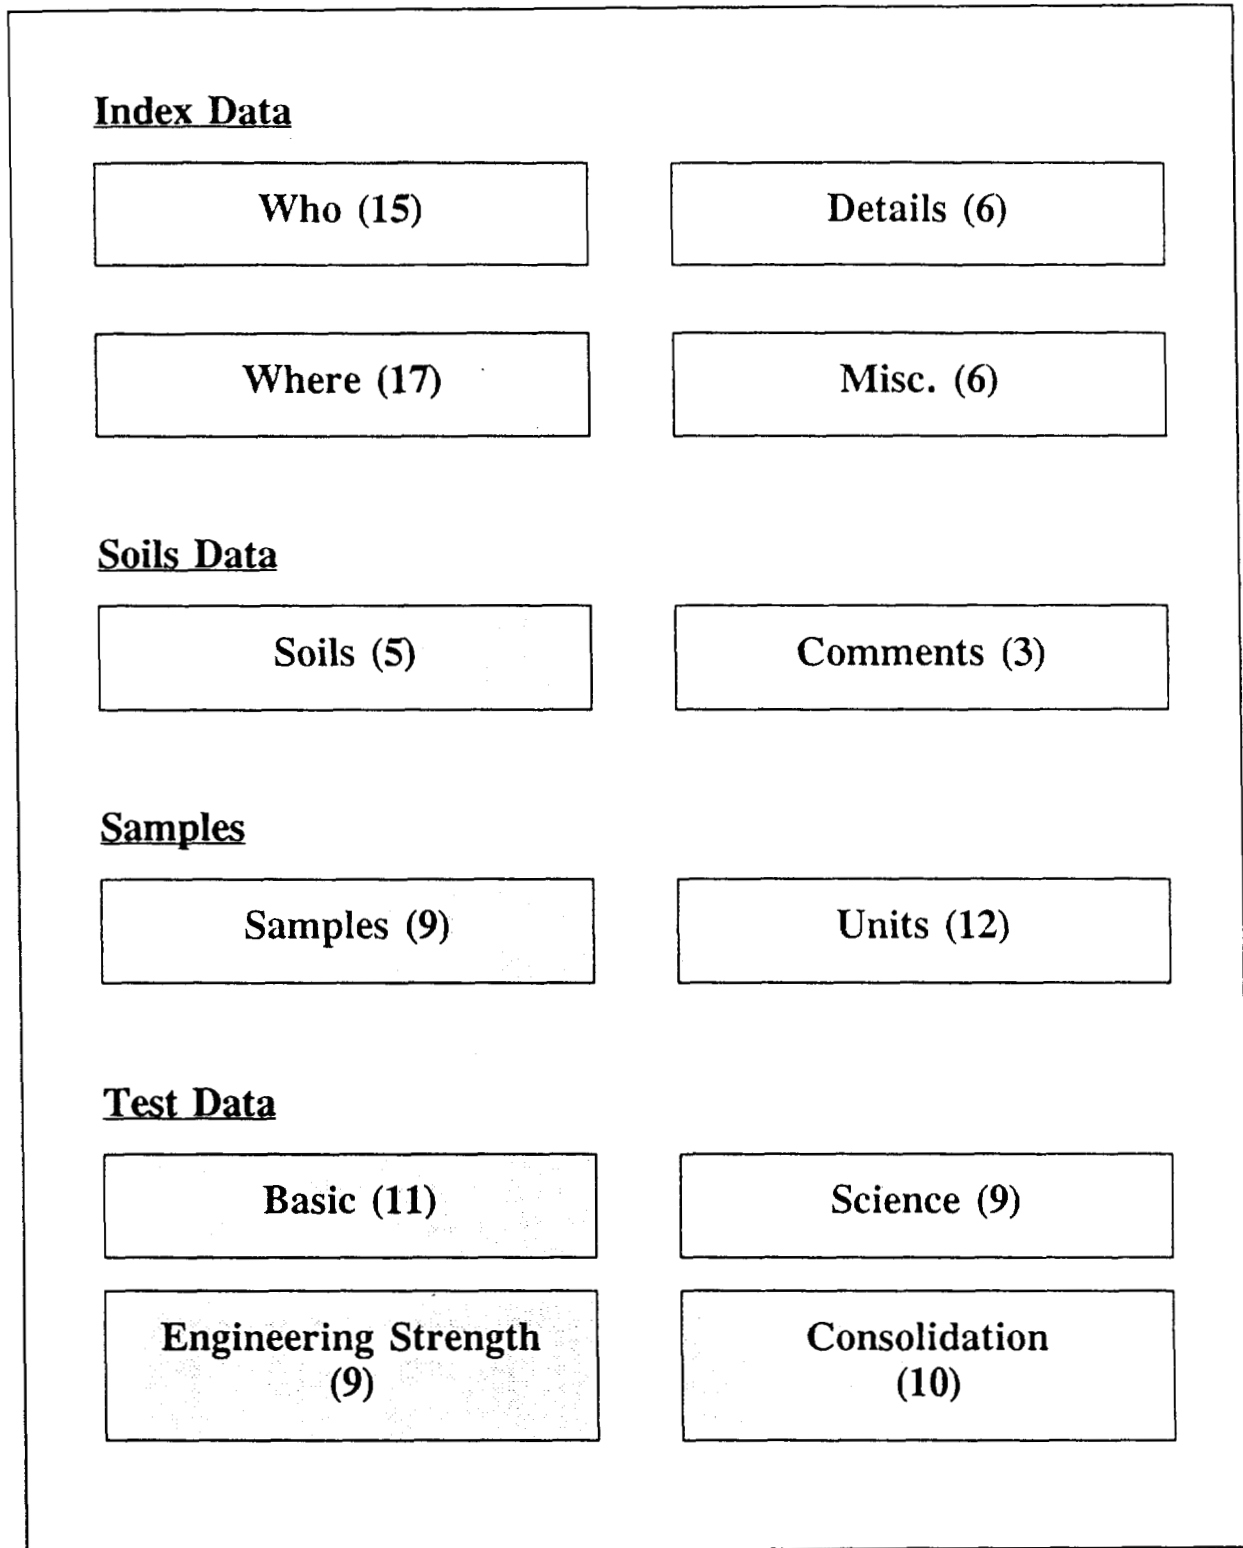 Index Data
Who (15)
Details (6)
Where (17)
Misc. (6)
Soils Data
Soils (5)
Comments (3)
Samples
Samples (9)
Units (12)
Test Data
Basic (11)
Science (9)
Engineering Strength
(9)
Consolidation
(10)